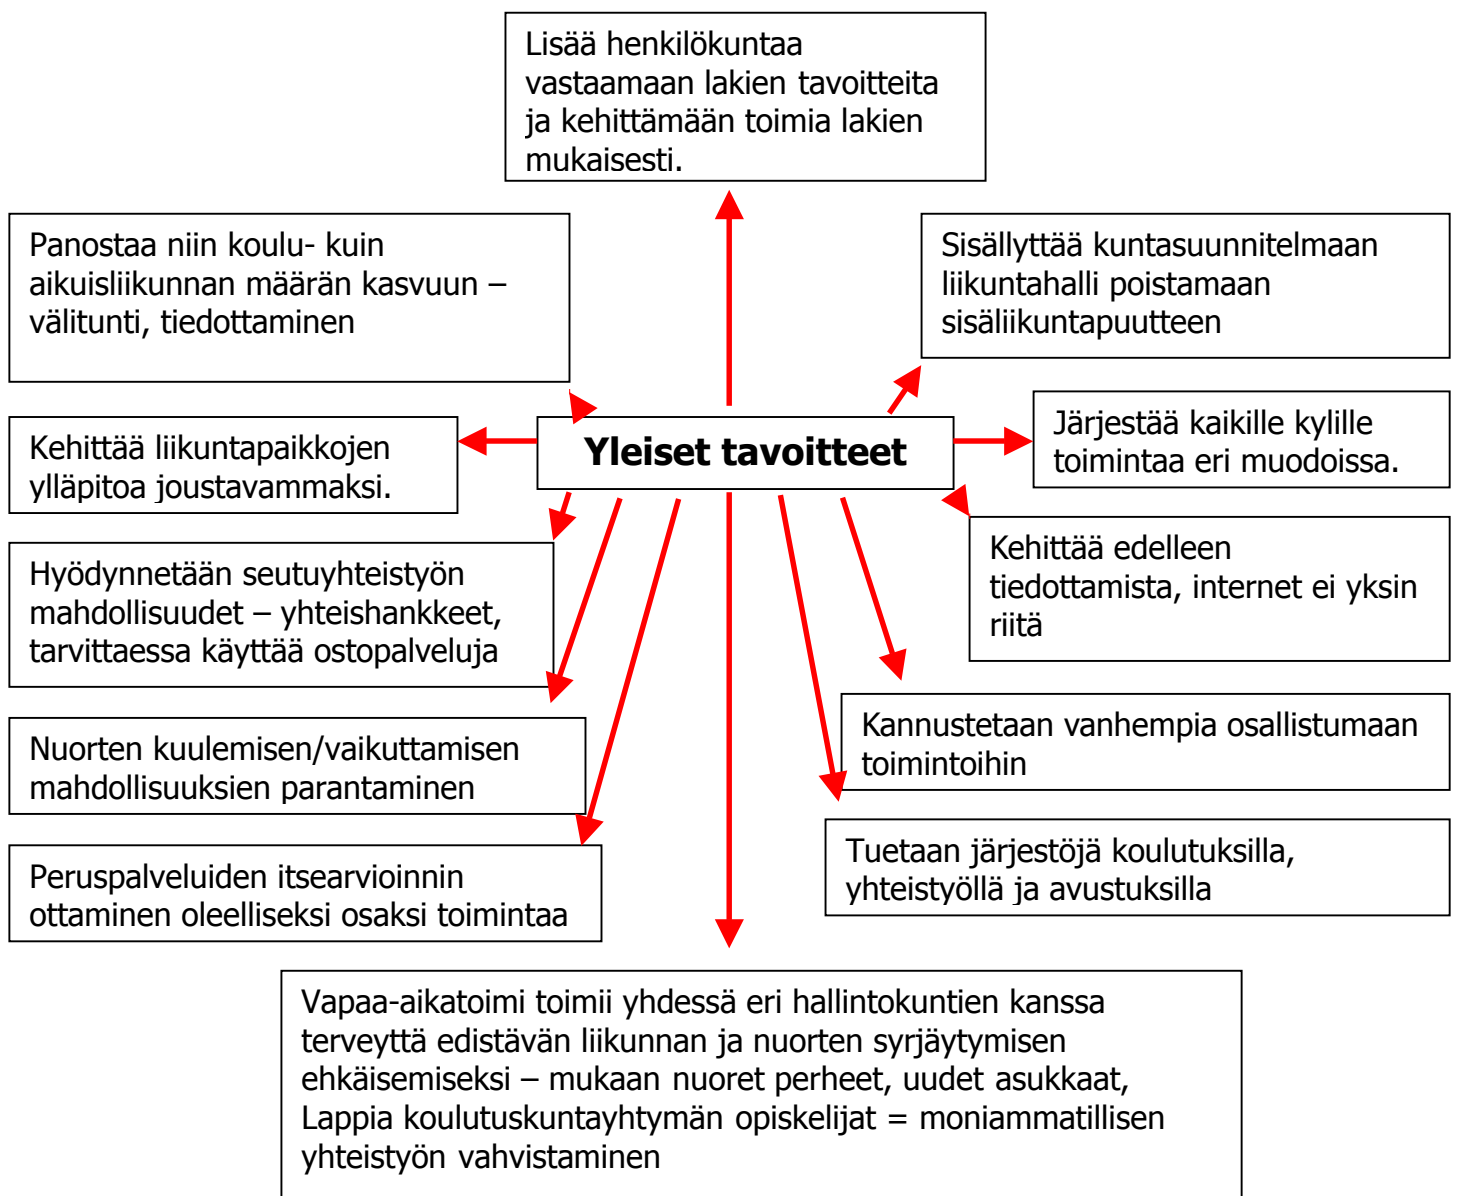 Lisää henkilökuntaa
vastaamaan lakien tavoitteita
ja kehittämään toimia lakien
mukaisesti.
Panostaa niin koulu- kuin
aikuisliikunnan määrän kasvuun –
välitunti, tiedottaminen
Sisällyttää kuntasuunnitelmaan
liikuntahalli poistamaan
sisäliikuntapuutteen
Kehittää liikuntapaikkojen
ylläpitoa joustavammaksi.
Yleiset tavoitteet
Järjestää kaikille kylille
toimintaa eri muodoissa.
Hyödynnetään seutuyhteistyön
mahdollisuudet – yhteishankkeet,
tarvittaessa käyttää ostopalveluja
Kehittää edelleen
tiedottamista, internet ei yksin
riitä
Nuorten kuulemisen/vaikuttamisen
mahdollisuuksien parantaminen
Kannustetaan vanhempia osallistumaan
toimintoihin
Peruspalveluiden itsearvioinnin
ottaminen oleelliseksi osaksi toimintaa
Tuetaan järjestöjä koulutuksilla,
yhteistyöllä ja avustuksilla
Vapaa-aikatoimi toimii yhdessä eri hallintokuntien kanssa
terveyttä edistävän liikunnan ja nuorten syrjäytymisen
ehkäisemiseksi – mukaan nuoret perheet, uudet asukkaat,
Lappia koulutuskuntayhtymän opiskelijat = moniammatillisen
yhteistyön vahvistaminen